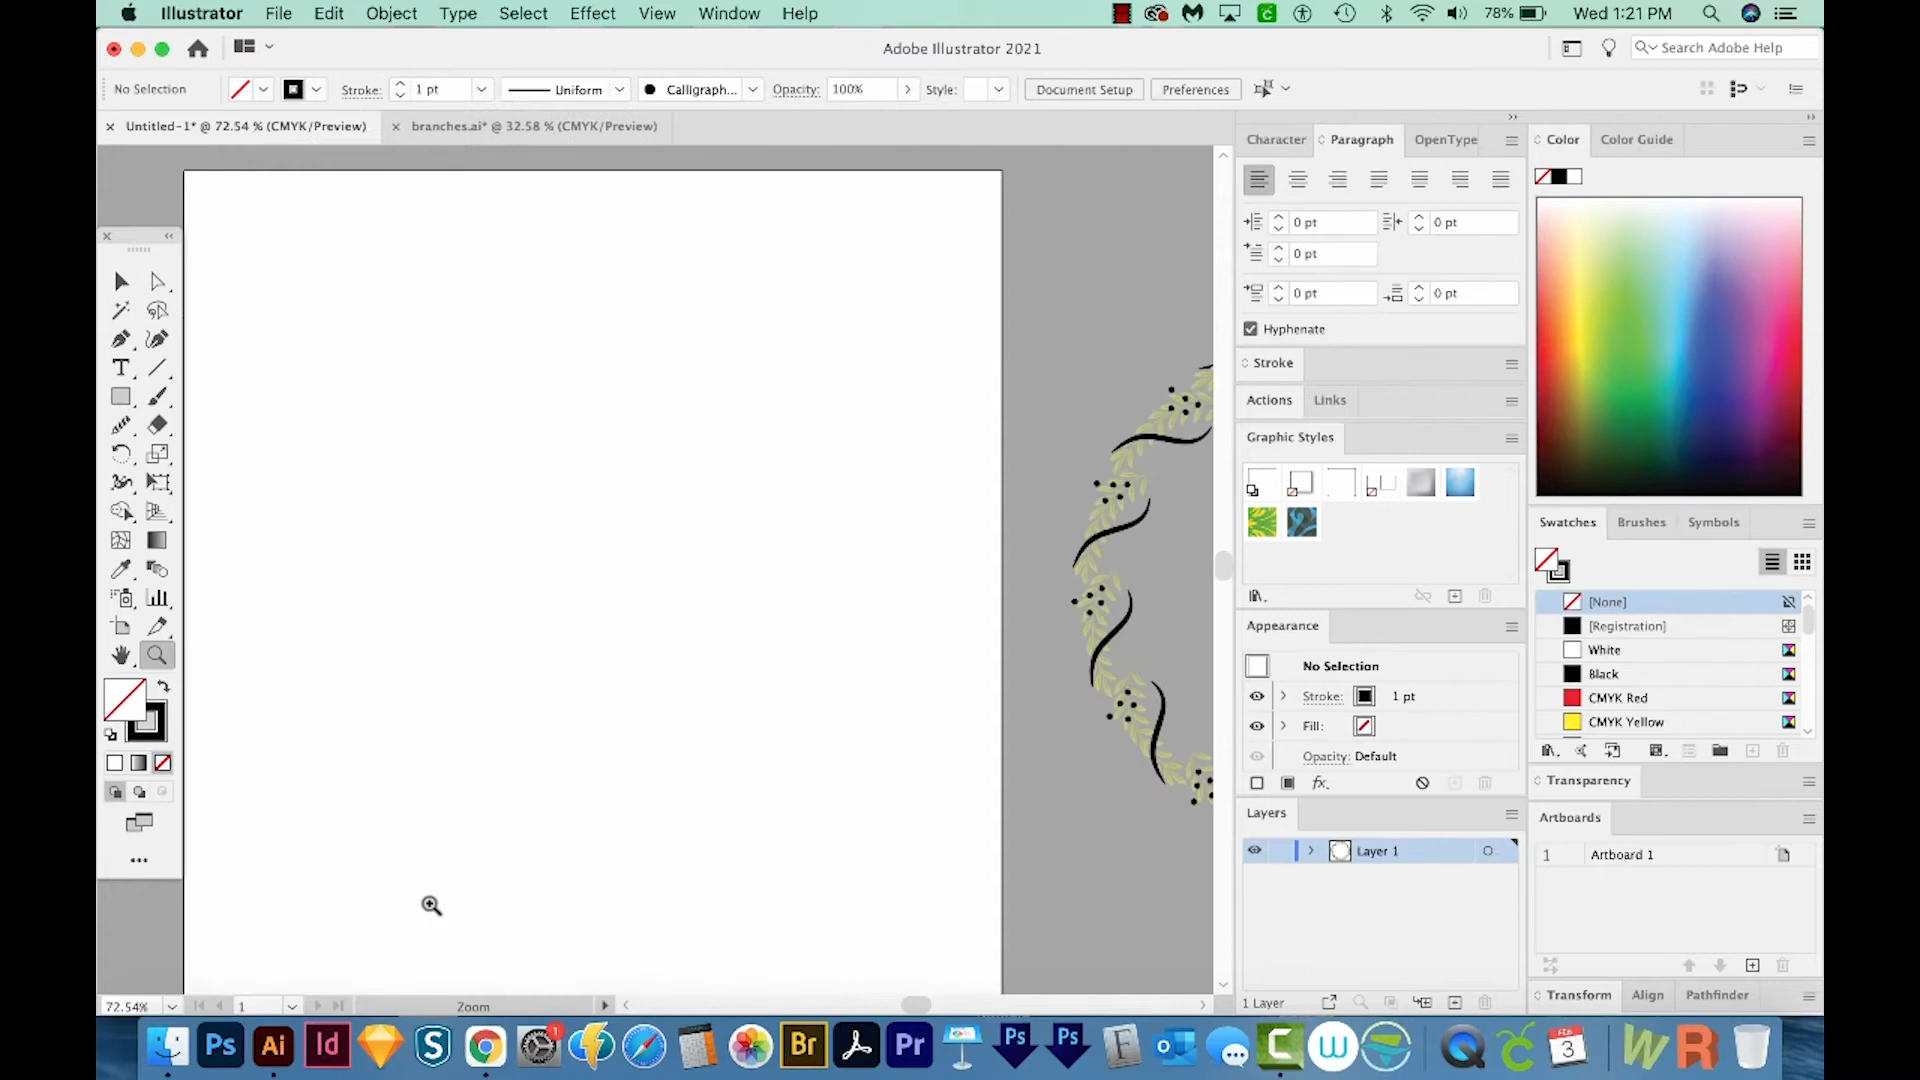 Illustrator File Edit Object Type Select Effect View Window Help 78% Wed 1:21 PM
Adobe Illustrator 2021
Search Adobe Help
No Selection Stroke: 1 pt Uniform Calligraph... Opacity: 100% Style: Document Setup Preferences
Untitled-1* @ 72.54 % (CMYK/Preview) branches.ai* @ 32.58 % (CMYK/Preview)
Character Paragraph OpenType
0 pt 0 pt
0 pt
0 pt 0 pt
Hyphenate
Stroke
Actions Links
Graphic Styles
Appearance
No Selection
Stroke: 1 pt
Fill:
Opacity: Default
fx.
Layers
Layer 1
1 Layer
Color Color Guide
Swatches Brushes Symbols
[None]
[Registration]
White
Black
CMYK Red
CMYK Yellow
Transparency
Artboards
1 Artboard 1
Transform Align Pathfinder
72.54% 1 Zoom
Ps Ai Id S 1 Br Pr Ps Ps F W FEB 3 W R